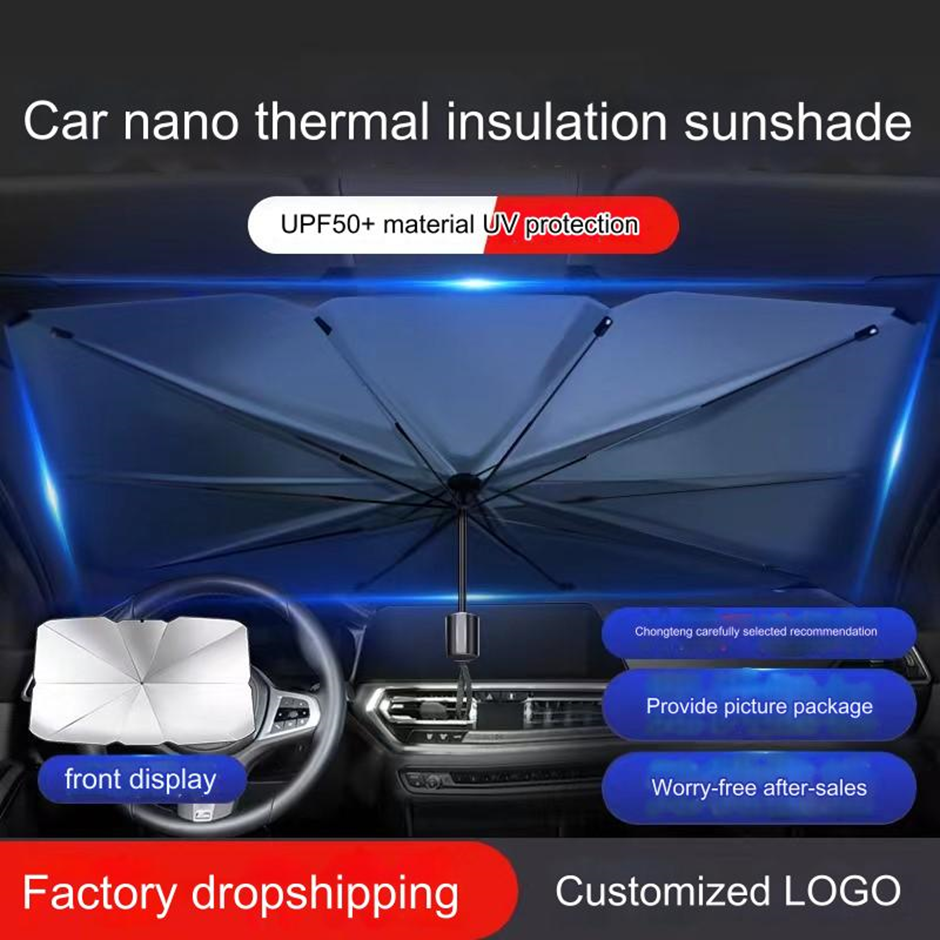 Car nano thermal insulation sunshade
UPF50+ material UV protection
Chongteng carefully selected recommendation
Provide picture package
Worry-free after-sales
front display
Factory dropshipping
Customized LOGO